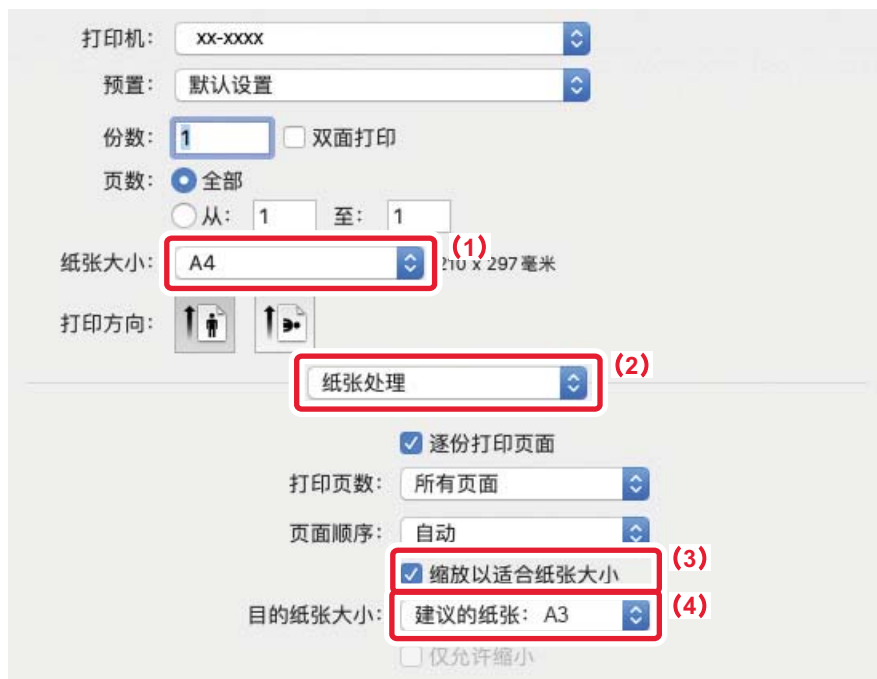 打印机： xx-xxxx
预置： 默认设置
份数： 1 双面打印
页数： 全部
从： 1 至： 1
(1)
纸张大小： A4 210 x 297 毫米
打印方向：
纸张处理 (2)
逐份打印页面
打印页数： 所有页面
页面顺序： 自动
缩放以适合纸张大小 (3)
目的纸张大小： 建议的纸张： A3 (4)
仅允许缩小